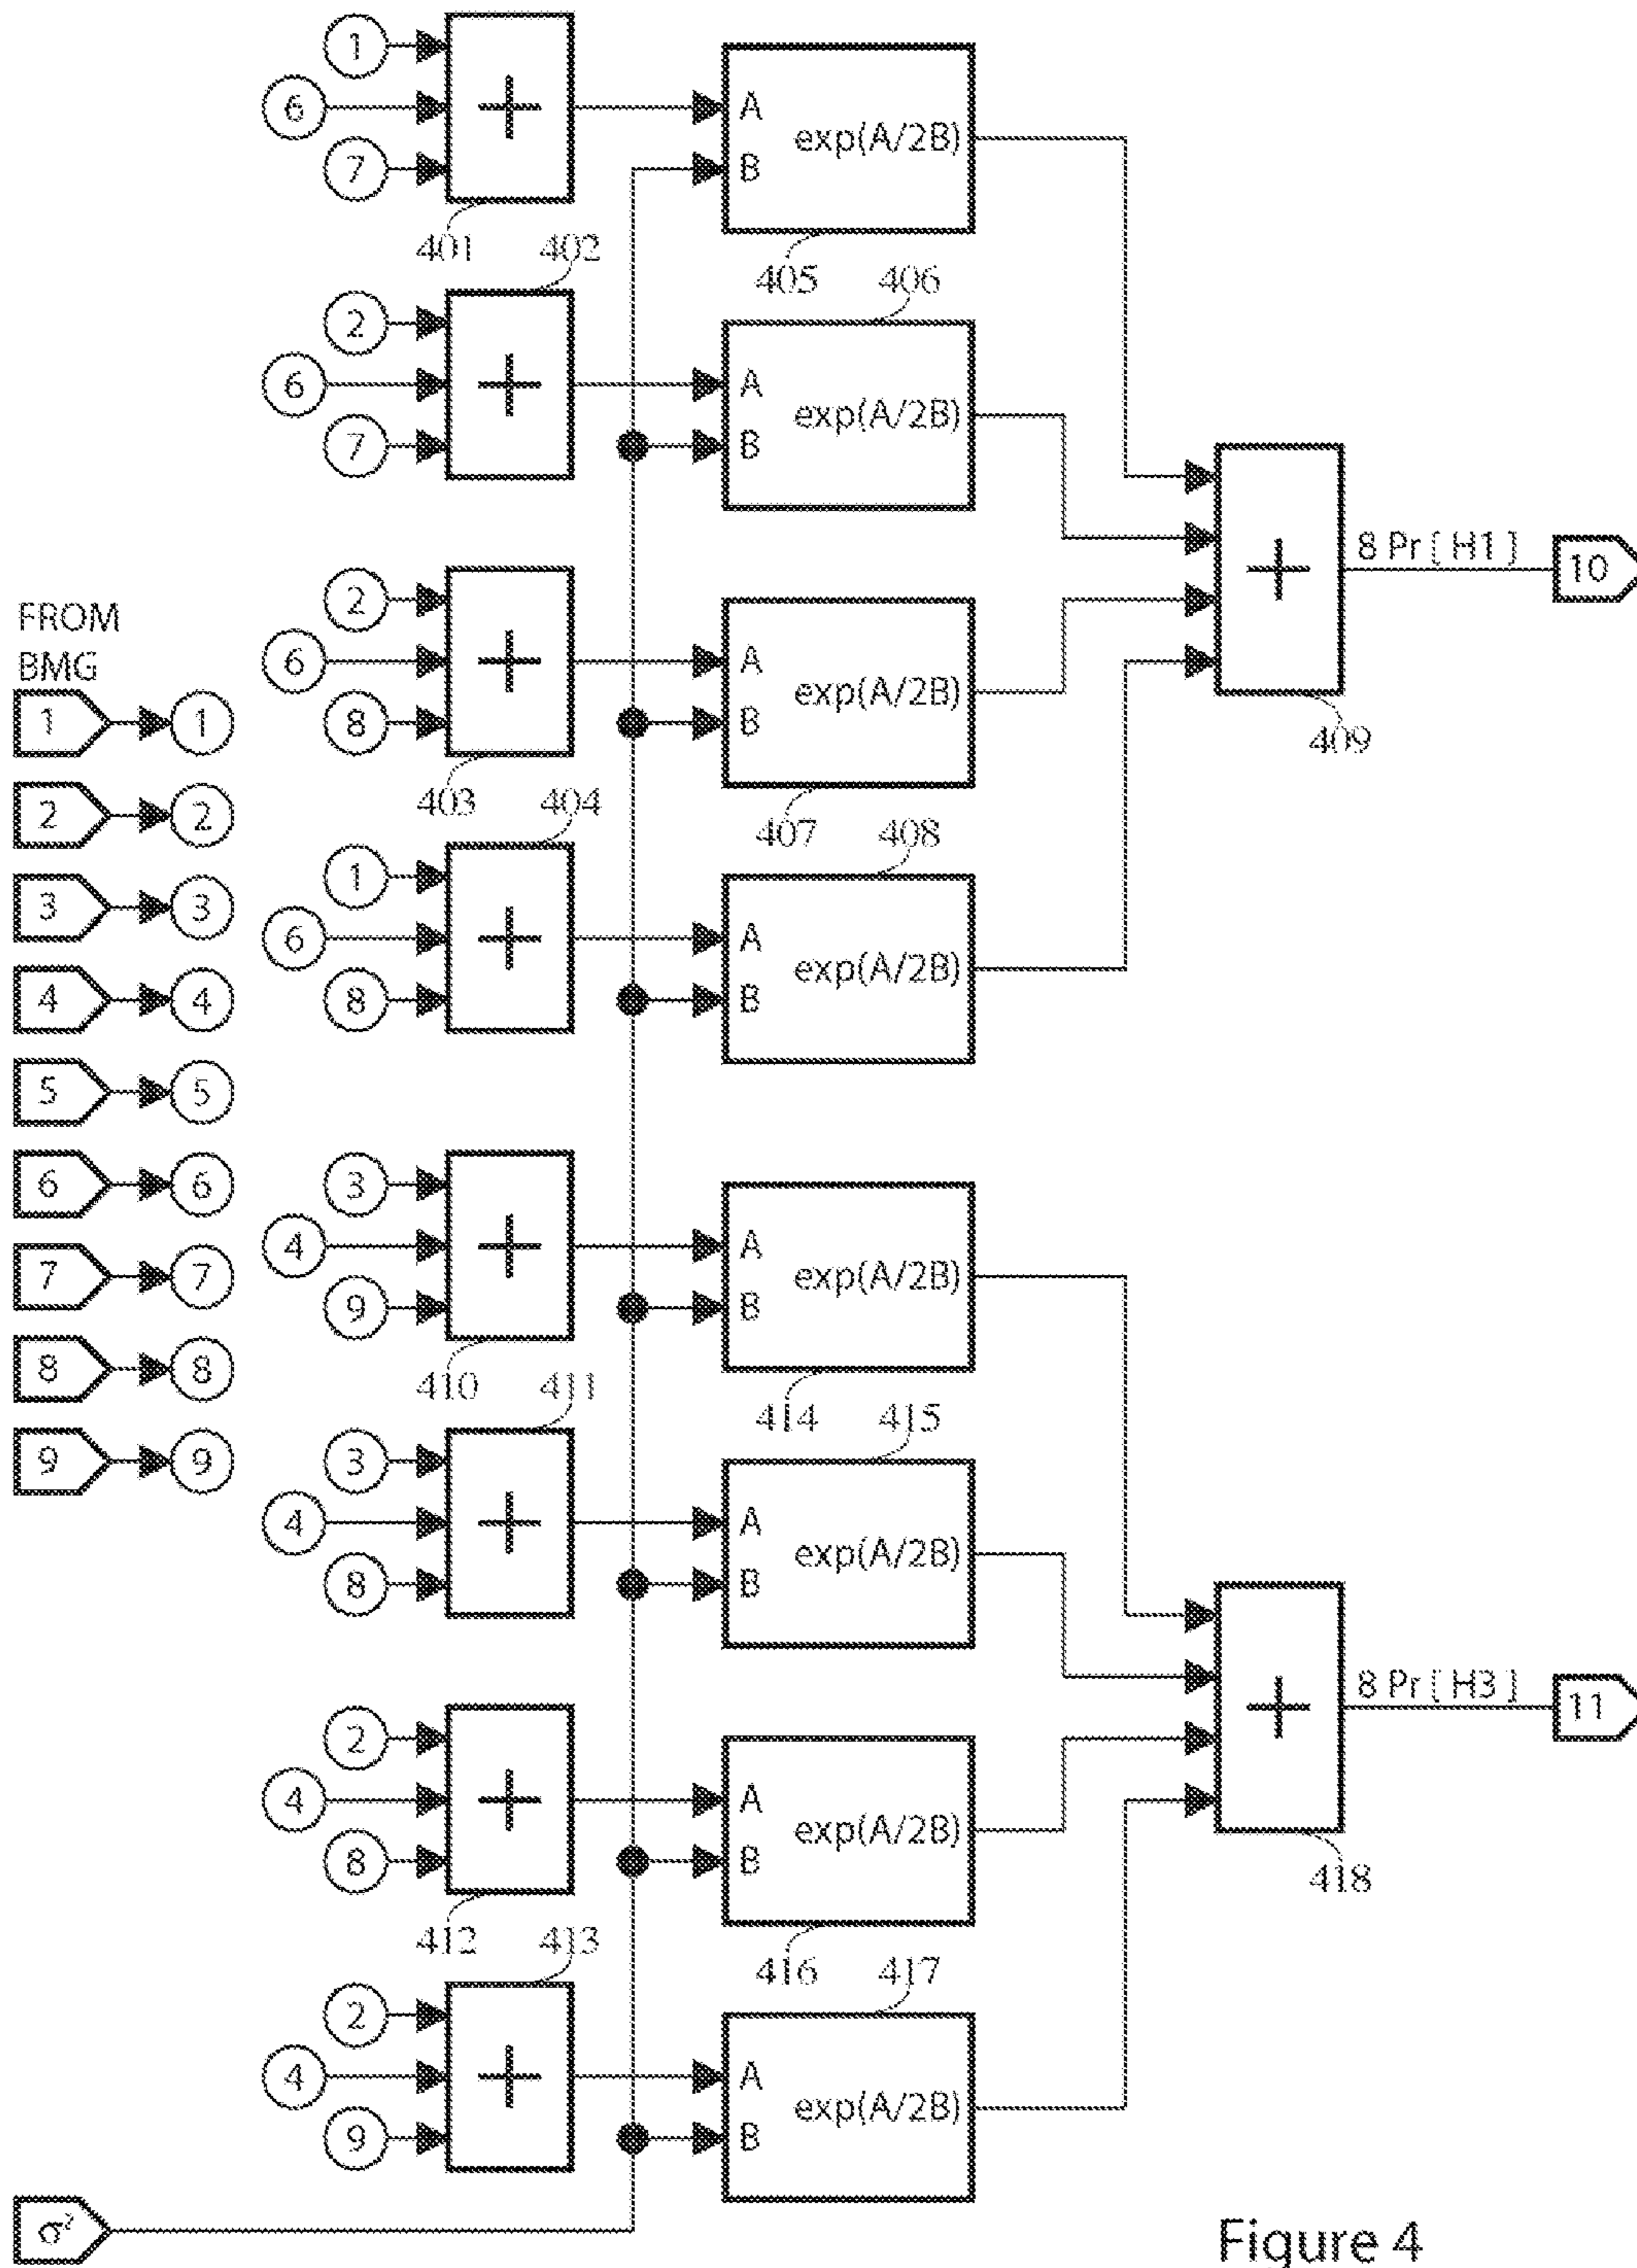 1
6
+
7
401
402
A
exp(A/2B)
B
405
406
2
6
+
7
A
exp(A/2B)
B
2
6
+
8
403
404
A
exp(A/2B)
B
407
408
1
6
+
8
A
exp(A/2B)
B
+
409
8 Pr [ H1 ]
10
FROM
BMG
1 1
2 2
3 3
4 4
5 5
6 6
7 7
8 8
9 9
3
4
+
9
410
411
A
exp(A/2B)
B
414
415
3
4
+
8
A
exp(A/2B)
B
2
4
+
8
412
413
A
exp(A/2B)
B
416
417
2
4
+
9
A
exp(A/2B)
B
+
418
8 Pr [ H3 ]
11
σ²
Figure 4